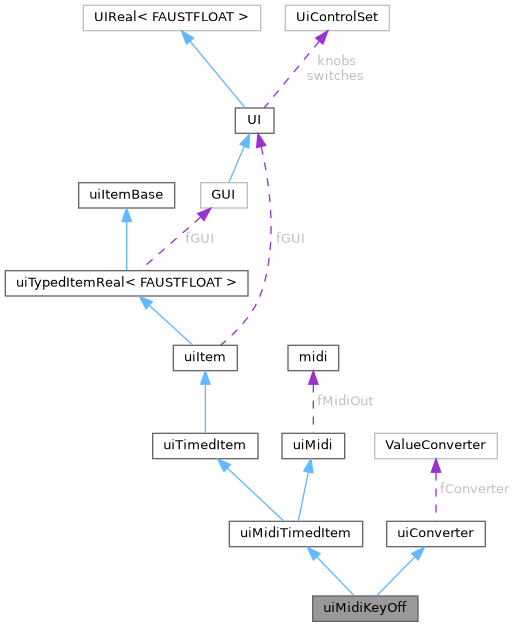 UIReal< FAUSTFLOAT >
UiControlSet
knobs
switches
UI
uiItemBase
GUI
fGUI
fGUI
uiTypedItemReal< FAUSTFLOAT >
uiItem
midi
fMidiOut
uiTimedItem
uiMidi
ValueConverter
fConverter
uiMidiTimedItem
uiConverter
uiMidiKeyOff